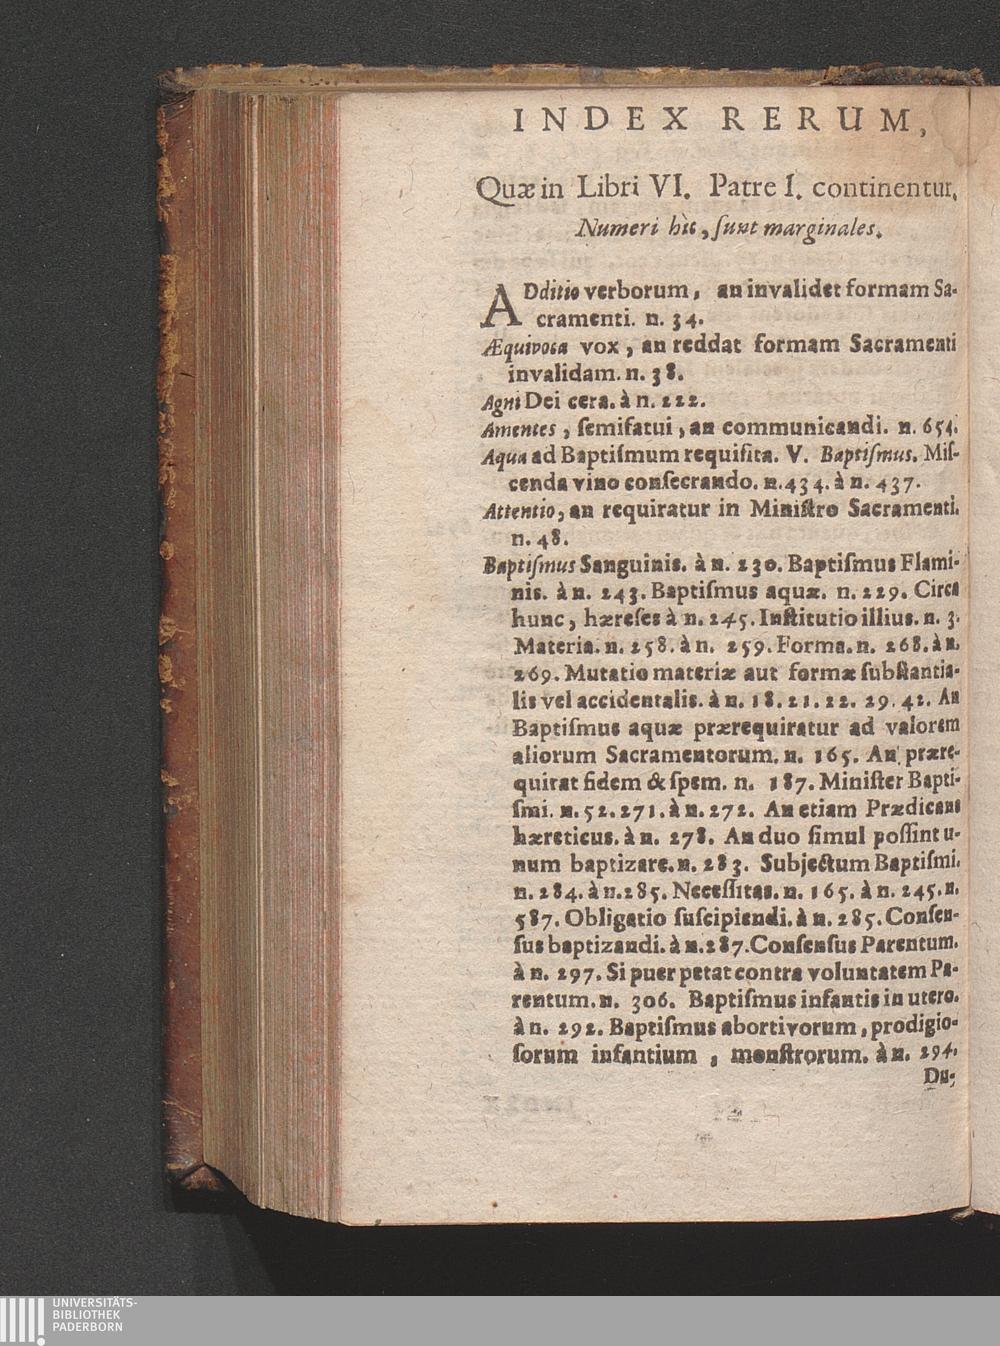 INDEX RERUM,
Quæ in Libri VI. Patre I. continentur.
Numeri hìc, ſunt marginales.
ADditio verborum, an invalidet formam Sa-
cramenti. n. 34.
Æquivoca vox, an reddat formam Sacramenti
invalidam. n. 38.
Agni Dei cera. à n. 222.
Amentes, ſemifatui, an communicandi. n. 654.
Aqua ad Baptiſmum requiſita. V. Baptiſmus. Miſ-
cenda vino conſecrando. n. 434. à n. 437.
Attentio, an requiratur in Miniſtro Sacramenti.
n. 48.
Baptiſmus Sanguinis. à n. 230. Baptiſmus Flami-
nis. à n. 243. Baptiſmus aquæ. n. 229. Circa
hunc, hæreſes à n. 245. Inſtitutio illius. n. 3.
Materia. n. 258. à n. 259. Forma. n. 268. à n.
269. Mutatio materiæ aut formæ ſubſtantia-
lis vel accidentalis. à n. 18. 21. 22. 29. 42. An
Baptiſmus aquæ prærequiratur ad valorem
aliorum Sacramentorum. n. 165. An prære-
quirat fidem & ſpem. n. 187. Miniſter Bapti-
ſmi. n. 52. 271. à n. 272. An etiam Prædicans
hæreticus. à n. 278. An duo ſimul poſſint u-
num baptizare. n. 283. Subjectum Baptiſmi.
n. 284. à n. 285. Neceſſitas. n. 165. à n. 245. n.
587. Obligatio ſuſcipiendi. à n. 285. Conſen-
ſus baptizandi. à n. 287. Conſenſus Parentum.
à n. 297. Si puer petat contra voluntatem Pa-
rentum. n. 306. Baptiſmus infantis in utero.
à n. 292. Baptiſmus abortivorum, prodigio-
ſorum infantium, monſtrorum. à n. 294.
Du-
UNIVERSITÄTS-
BIBLIOTHEK
PADERBORN